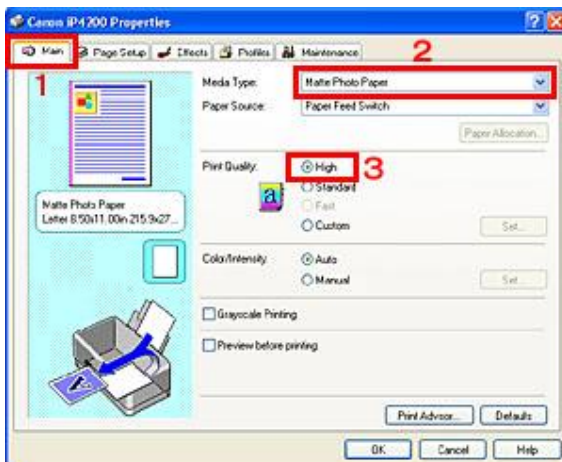 Canon iP4200 Properties
Main Page Setup Effects Profiles Maintenance
1
2
Media Type: Matte Photo Paper
Paper Source: Paper Feed Switch
Paper Allocation...
Print Quality: High
3
Standard
Fast
Custom Set...
a
Matte Photo Paper
Letter 8.50x11.00in 215.9x27...
Color/Intensity: Auto
Manual Set...
Grayscale Printing
Preview before printing
A
Print Advisor... Defaults
OK Cancel Help